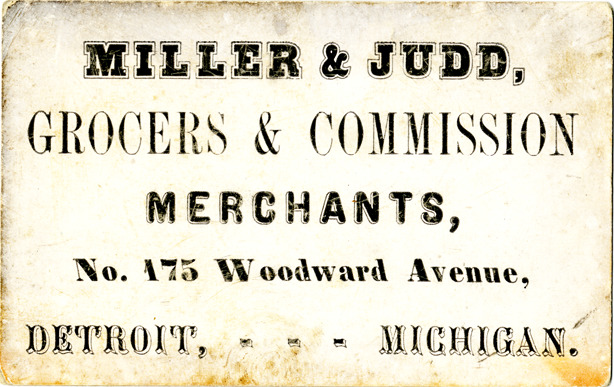 MILLER & JUDD,
GROCERS & COMMISSION
MERCHANTS,
No. 175 Woodward Avenue,
DETROIT, - - - MICHIGAN.